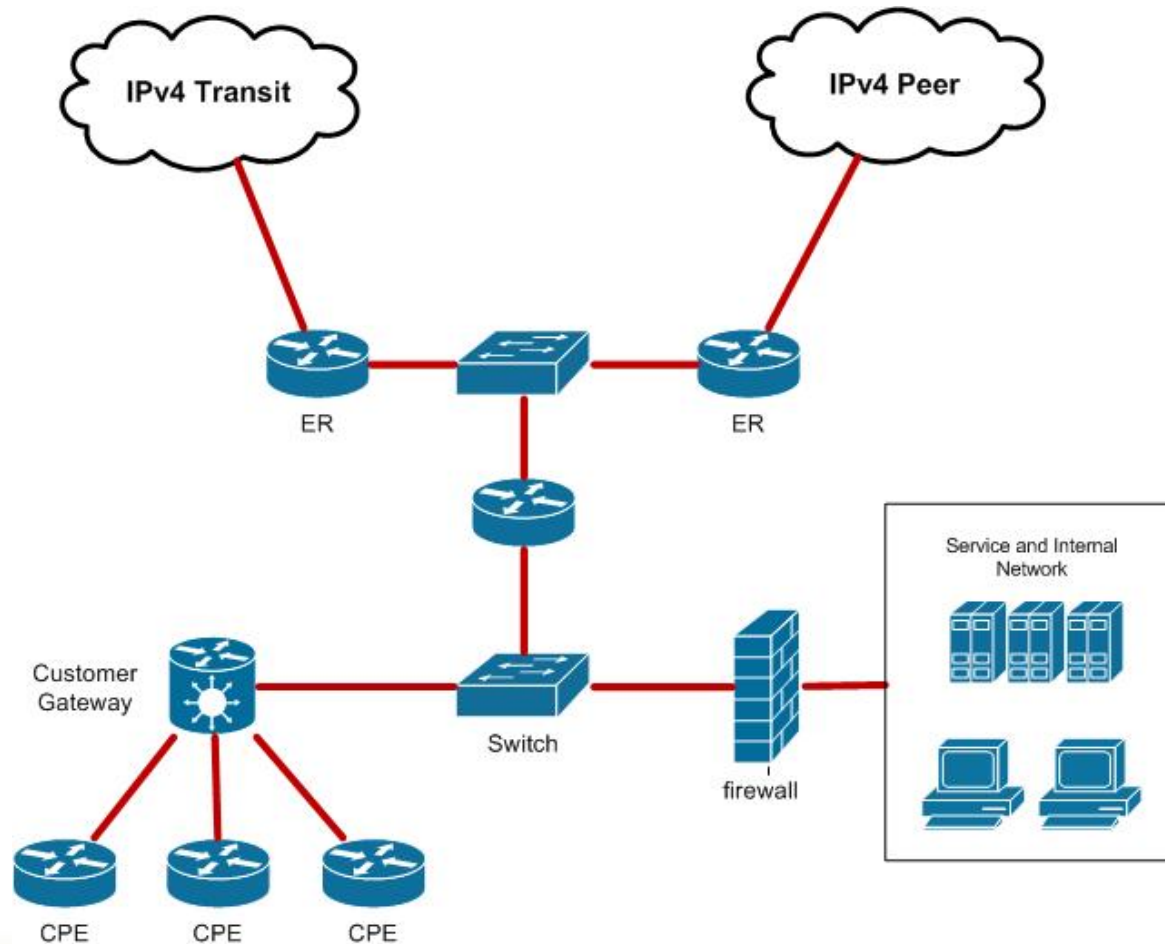 IPv4 Transit
IPv4 Peer
ER
ER
Service and Internal
Network
Customer
Gateway
Switch
firewall
CPE
CPE
CPE